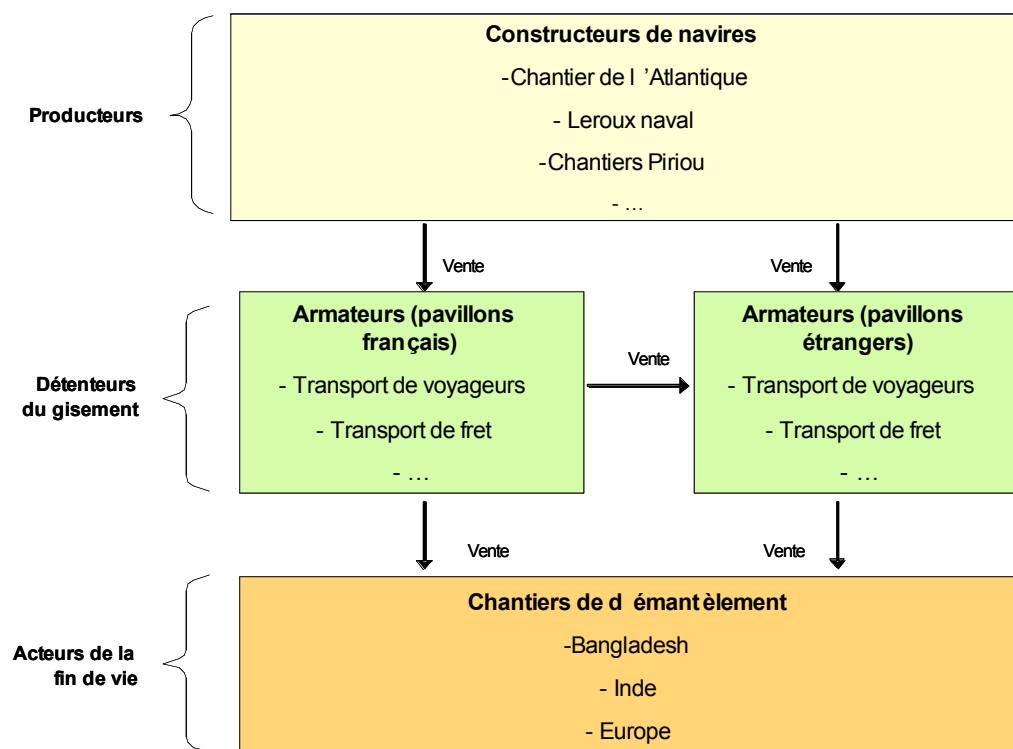 Constructeurs de navires
-Chantier de l 'Atlantique
Producteurs
- Leroux naval
-Chantiers Piriou
- ...
Vente
Vente
Armateurs (pavillons
français)
Armateurs (pavillons
étrangers)
Vente
Détenteurs
du gisement
- Transport de voyageurs
- Transport de voyageurs
- Transport de fret
- Transport de fret
- ...
- ...
Vente
Vente
Chantiers de d émantèlement
-Bangladesh
Acteurs de la
fin de vie
- Inde
- Europe